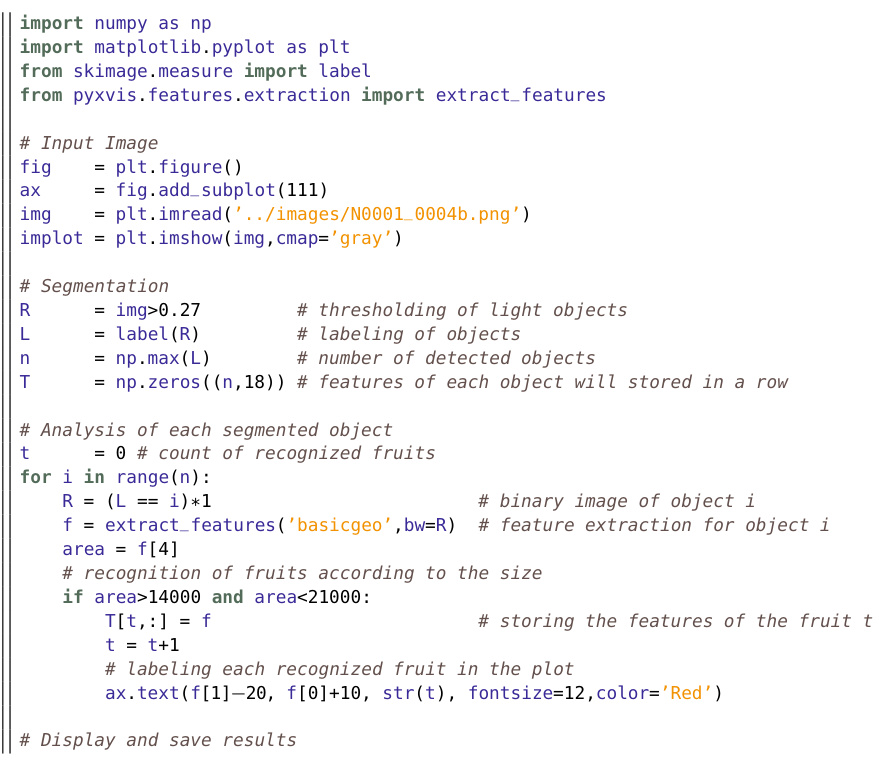 import numpy as np
import matplotlib.pyplot as plt
from skimage.measure import label
from pyxvis.features.extraction import extract_features

# Input Image
fig    = plt.figure()
ax     = fig.add_subplot(111)
img    = plt.imread('../images/N0001_0004b.png')
implot = plt.imshow(img,cmap='gray')

# Segmentation
R      = img>0.27         # thresholding of light objects
L      = label(R)         # labeling of objects
n      = np.max(L)        # number of detected objects
T      = np.zeros((n,18)) # features of each object will stored in a row

# Analysis of each segmented object
t      = 0 # count of recognized fruits
for i in range(n):
    R = (L == i)*1                         # binary image of object i
    f = extract_features('basicgeo',bw=R)  # feature extraction for object i
    area = f[4]
    # recognition of fruits according to the size
    if area>14000 and area<21000:
        T[t,:] = f                         # storing the features of the fruit t
        t = t+1
        # labeling each recognized fruit in the plot
        ax.text(f[1]−20, f[0]+10, str(t), fontsize=12,color='Red')

# Display and save results